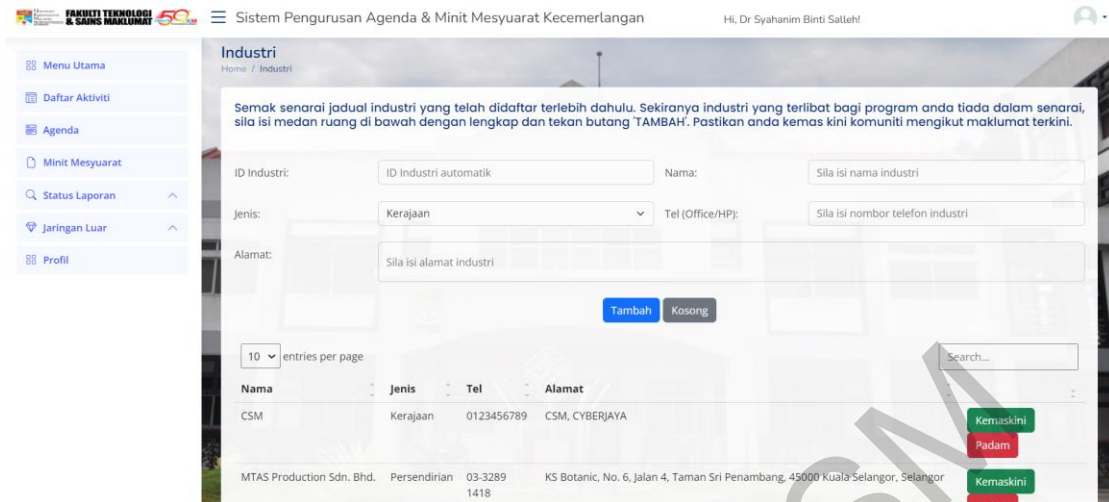 FAKULTI TEKNOLOGI
& SAINS MAKLUMAT
Sistem Pengurusan Agenda & Minit Mesyuarat Kecemerlangan
Hi, Dr Syahanim Binti Salleh!
Menu Utama
Daftar Aktiviti
Agenda
Minit Mesyuarat
Status Laporan
Jaringan Luar
Profil
Industri
Home / Industri
Semak senarai jadual industri yang telah didaftar terlebih dahulu. Sekiranya industri yang terlibat bagi program anda tiada dalam senarai,
sila isi medan ruang di bawah dengan lengkap dan tekan butang 'TAMBAH'. Pastikan anda kemas kini komuniti mengikut maklumat terkini.
ID Industri: ID Industri automatik Nama: Sila isi nama industri
Jenis: Kerajaan Tel (Office/HP): Sila isi nombor telefon industri
Alamat: Sila isi alamat industri
Tambah Kosong
10 entries per page Search...
Nama Jenis Tel Alamat
CSM Kerajaan 0123456789 CSM, CYBERJAYA Kemaskini
Padam
MTAS Production Sdn. Bhd. Persendirian 03-3289 KS Botanic, No. 6, Jalan 4, Taman Sri Penambang, 45000 Kuala Selangor, Selangor Kemaskini
1418